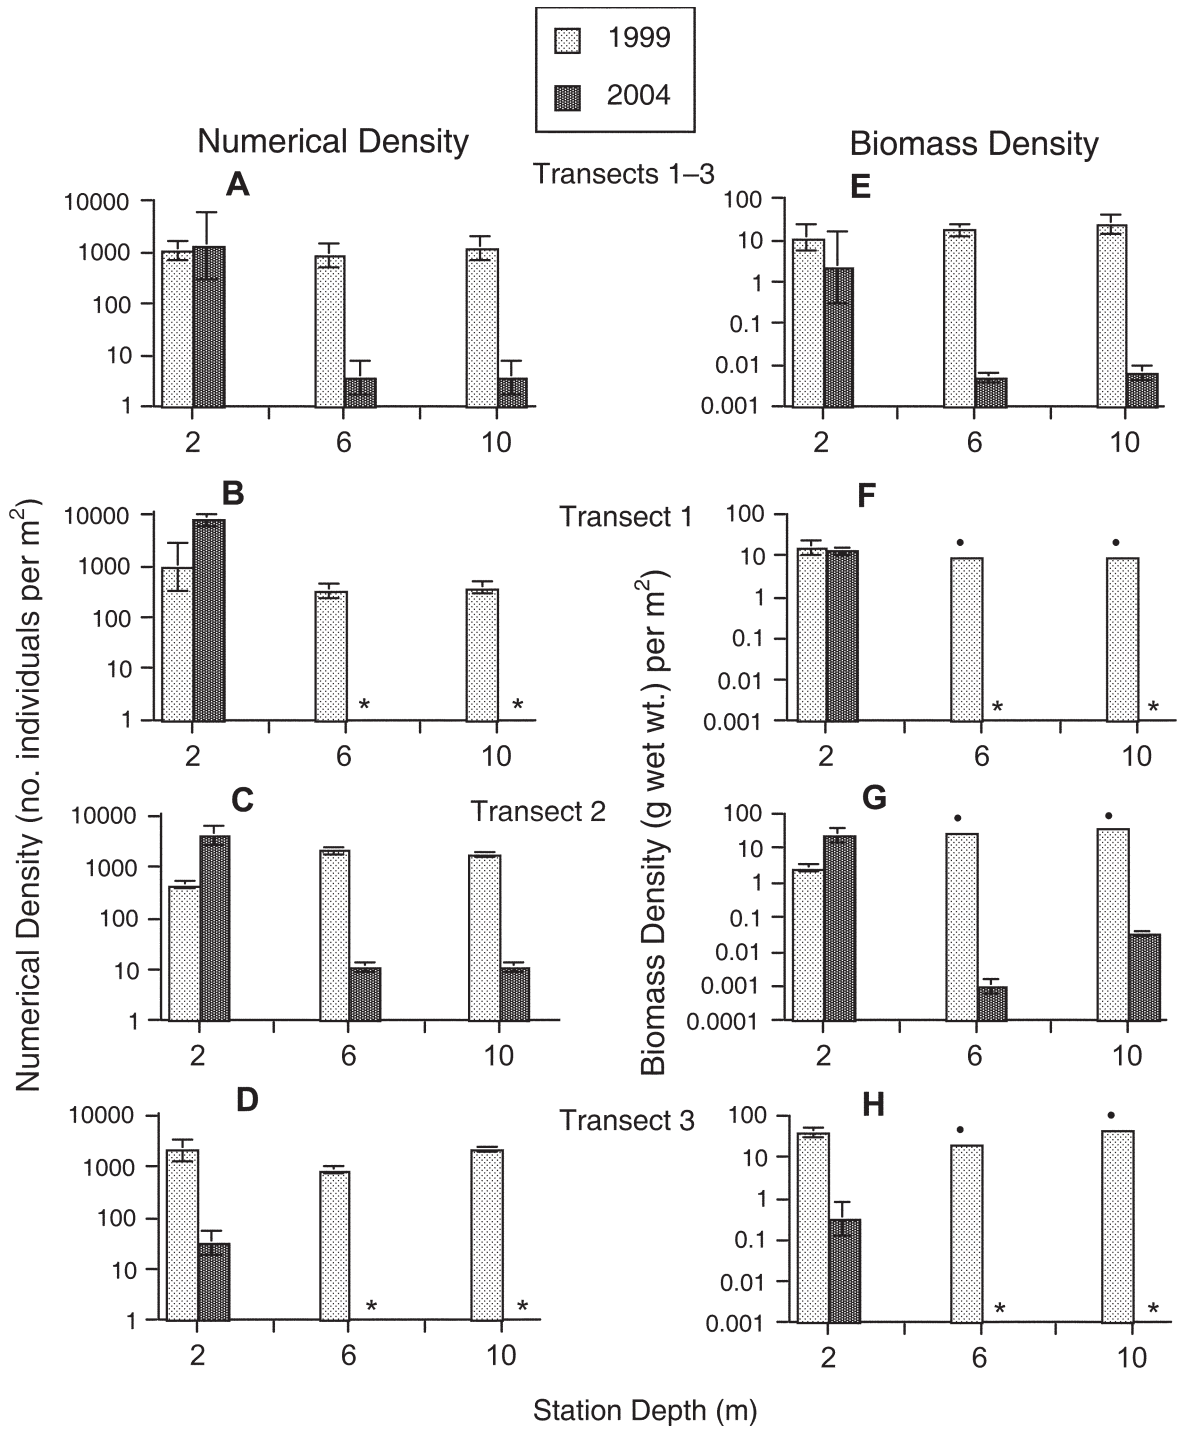 1999
2004
Numerical Density
Biomass Density
Transects 1–3
A
10000
1000
100
10
1
2 6 10
E
100
10
1
0.1
0.01
0.001
2 6 10
Numerical Density (no. individuals per m2)
Biomass Density (g wet wt.) per m2)
Transect 1
B
10000
1000
100
10
1
* *
2 6 10
F
100
10
1
0.1
0.01
0.001
• •
* *
2 6 10
Transect 2
C
10000
1000
100
10
1
2 6 10
G
100
10
1
0.1
0.01
0.001
0.0001
• •
2 6 10
Transect 3
D
10000
1000
100
10
1
* *
2 6 10
H
100
10
1
0.1
0.01
0.001
• •
* *
2 6 10
Station Depth (m)